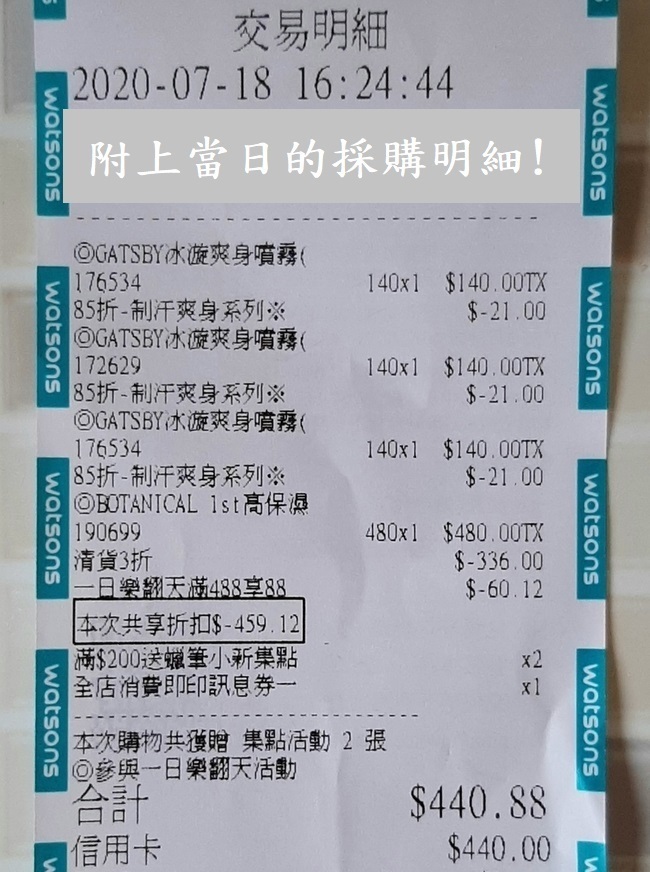 交易明細
2020-07-18 16:24:44
附上當日的採購明細!
◎GATSBY冰漩爽身噴霧(
176534 140x1 $140.00TX
85折-制汗爽身系列※ $-21.00
◎GATSBY冰漩爽身噴霧(
172629 140x1 $140.00TX
85折-制汗爽身系列※ $-21.00
◎GATSBY冰漩爽身噴霧(
176534 140x1 $140.00TX
85折-制汗爽身系列※ $-21.00
◎BOTANICAL 1st高保濕
190699 480x1 $480.00TX
清貨3折 $-336.00
一日樂翻天滿488享88 $-60.12
本次共享折扣$-459.12
滿$200送蠟筆小新集點 x2
全店消費即印訊息券一 x1
本次購物共獲贈 集點活動 2 張
◎參與一日樂翻天活動
合計 $440.88
信用卡 $440.00
watsons
watsons
watsons
watsons
watsons
watsons
watsons
watsons